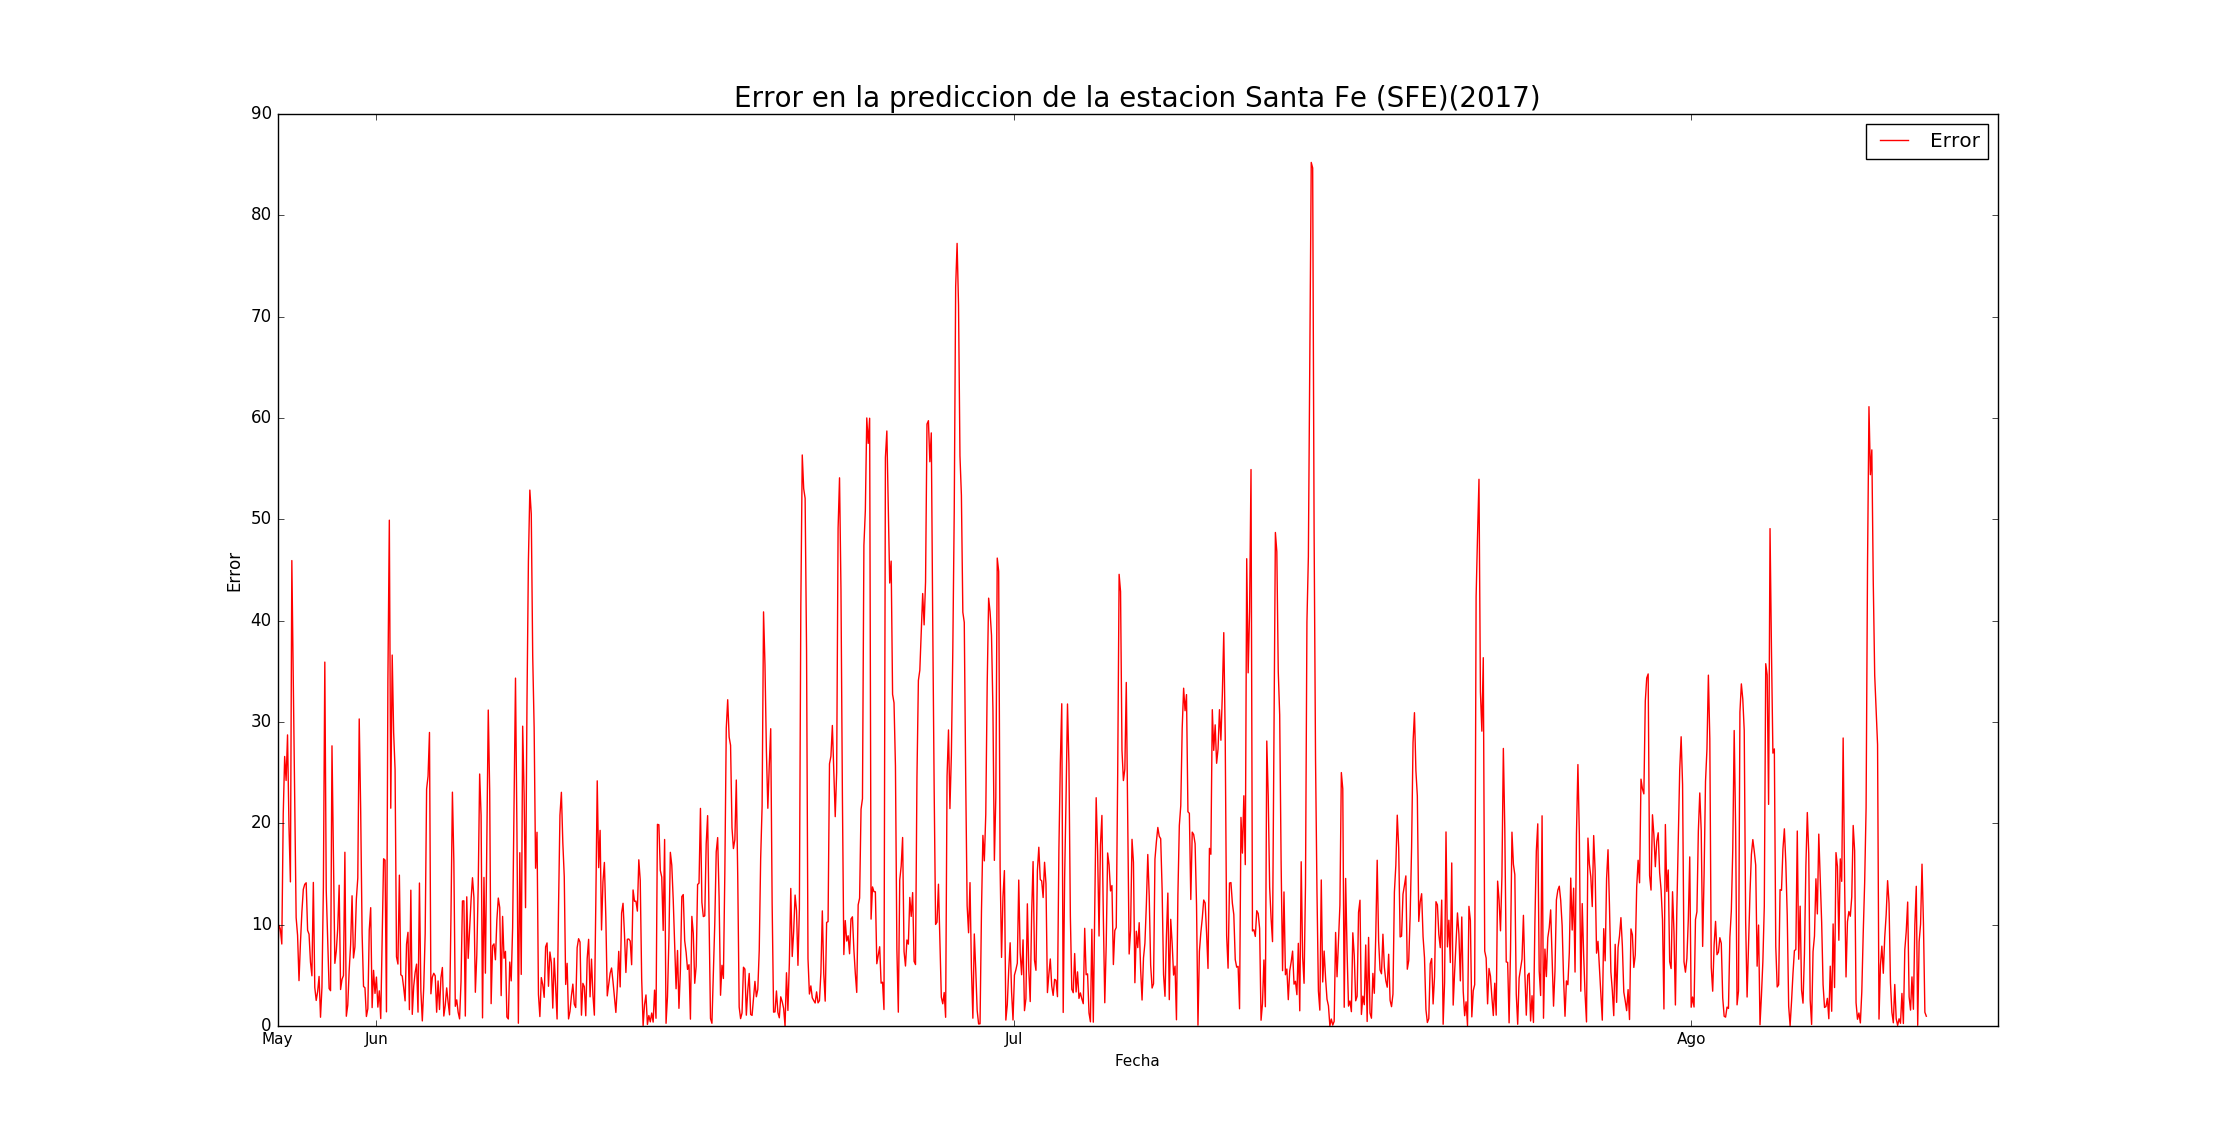 Error en la prediccion de la estacion Santa Fe (SFE)(2017)
Error
90
80
70
60
50
40
30
20
10
0
Error
May
Jun
Jul
Ago
Fecha